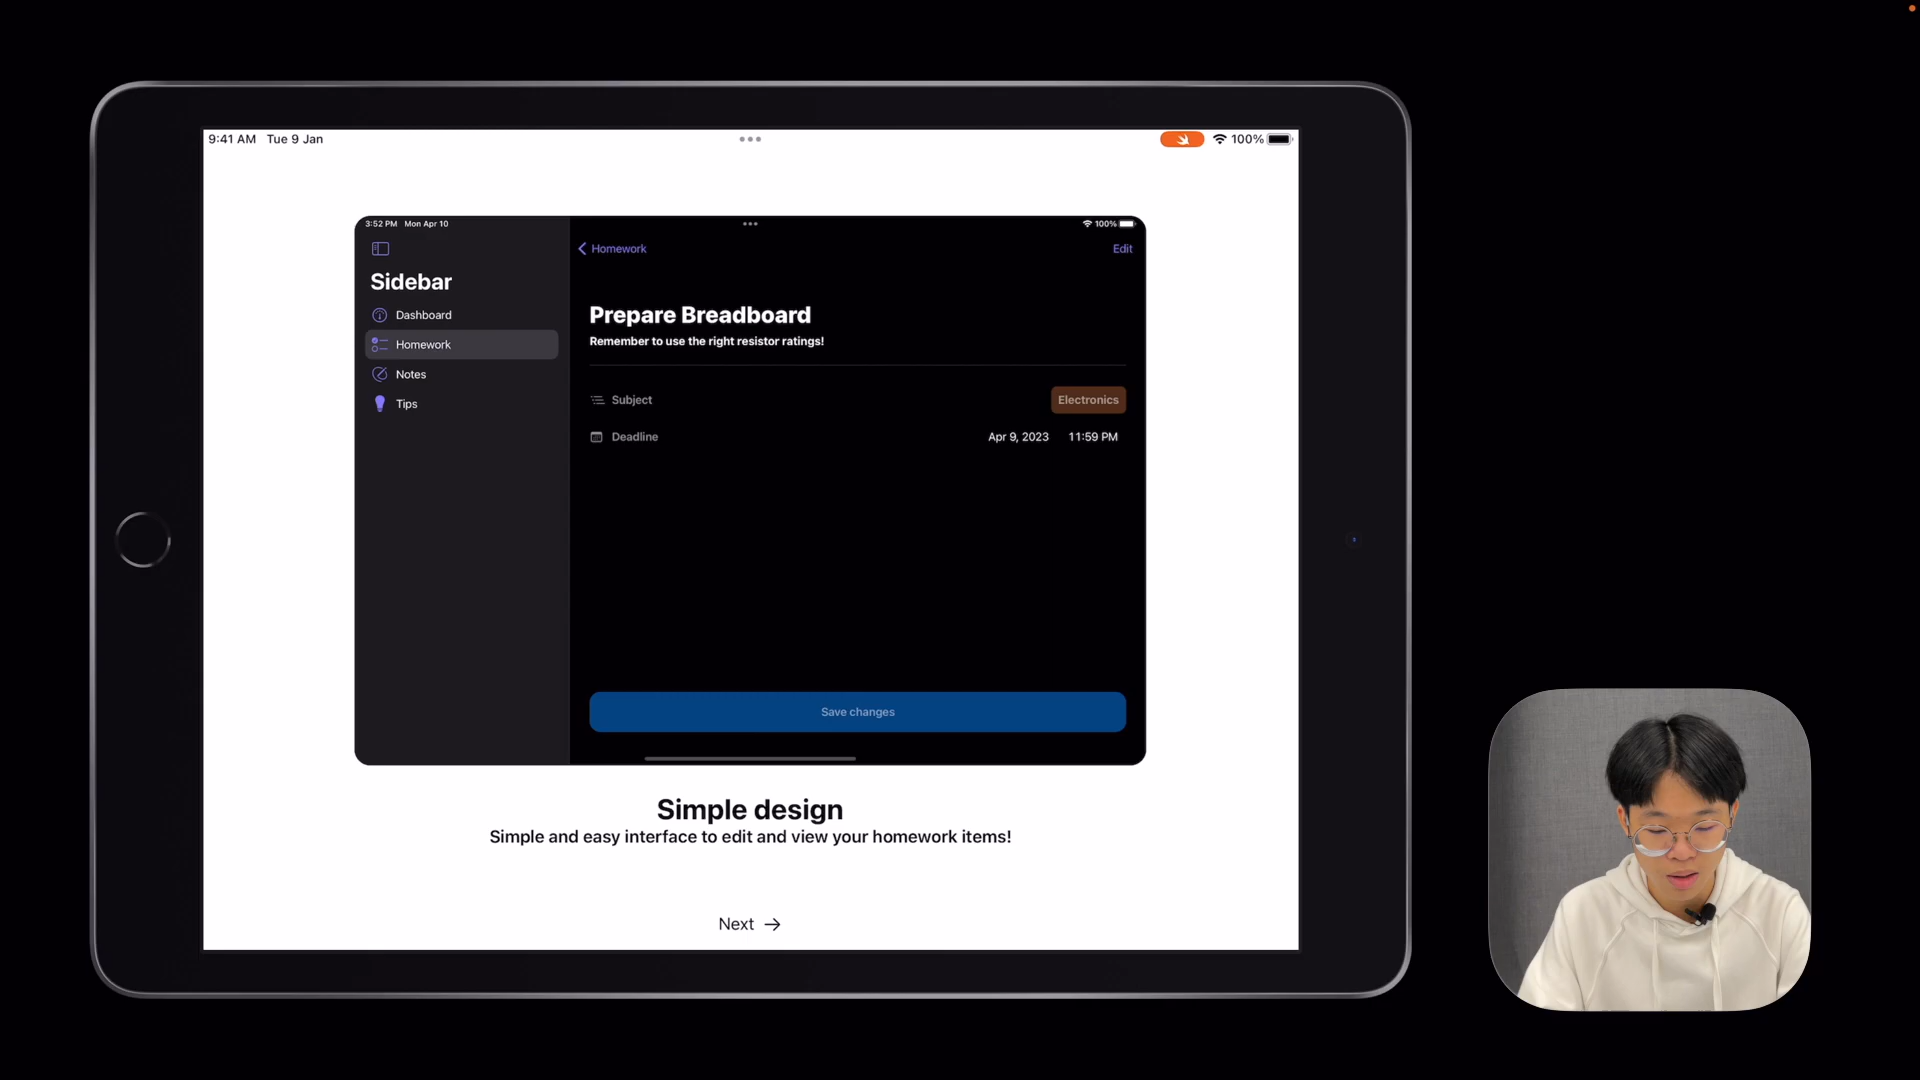 9:41 AM Tue 9 Jan
100%
3:52 PM Mon Apr 10
100%
Homework
Edit
Sidebar
Dashboard
Homework
Notes
Tips
Prepare Breadboard
Remember to use the right resistor ratings!
Subject
Electronics
Deadline
Apr 9, 2023 11:59 PM
Save changes
Simple design
Simple and easy interface to edit and view your homework items!
Next →